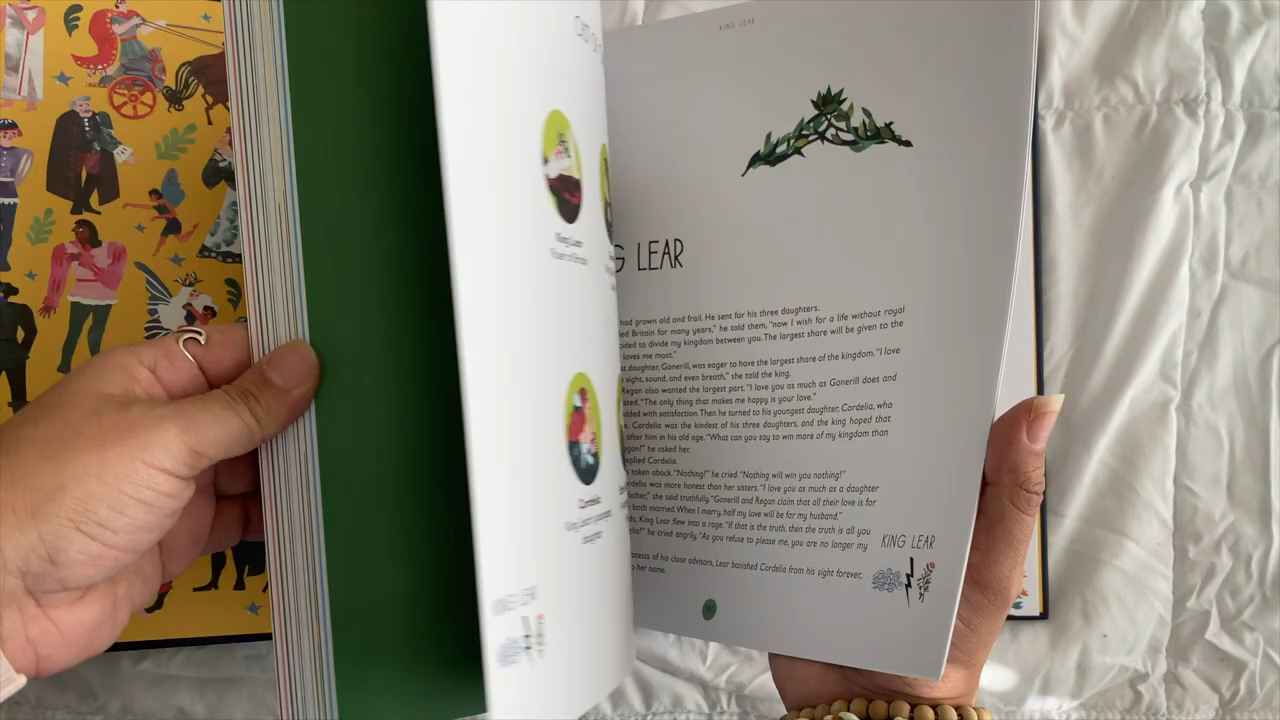 King Lear
KING LEAR
G LEAR
had grown old and frail. He sent for his three daughters.
led Britain for many years," he told them, "now I wish for a life without royal
cided to divide my kingdom between you. The largest share will be given to the
loves me most."
st daughter, Gonerill, was eager to have the largest share of the kingdom. "I love
sight, sound, and even breath," she told the king.
Regan also wanted the largest part. "I love you as much as Gonerill does and
sted. "The only thing that makes me happy is your love."
dded with satisfaction. Then he turned to his youngest daughter, Cordelia, who
e. Cordelia was the kindest of his three daughters, and the king hoped that
after him in his old age. "What can you say to win more of my kingdom than
gan?" he asked her.
replied Cordelia.
s taken aback. "Nothing!" he cried. "Nothing will win you nothing!"
rdelia was more honest than her sisters. "I love you as much as a daughter
father," she said truthfully. "Gonerill and Regan claim that all their love is for
e both married. When I marry, half my love will be for my husband."
ds, King Lear flew into a rage. "If that is the truth, then the truth is all you
elia!" he cried angrily. "As you refuse to please me, you are no longer my
otests of his close advisors, Lear banished Cordelia from his sight forever,
o her name.
KING LEAR